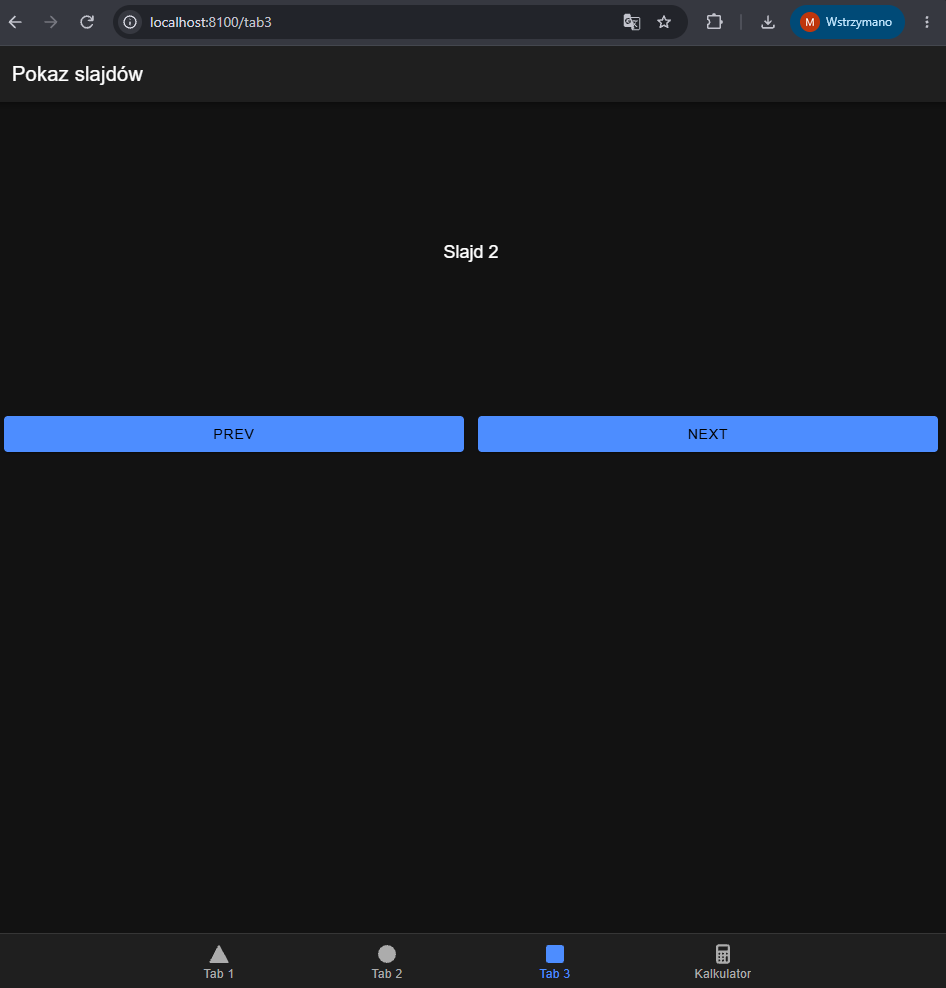 localhost:8100/tab3
M Wstrzymano
Pokaz slajdów
Slajd 2
PREV
NEXT
Tab 1
Tab 2
Tab 3
Kalkulator